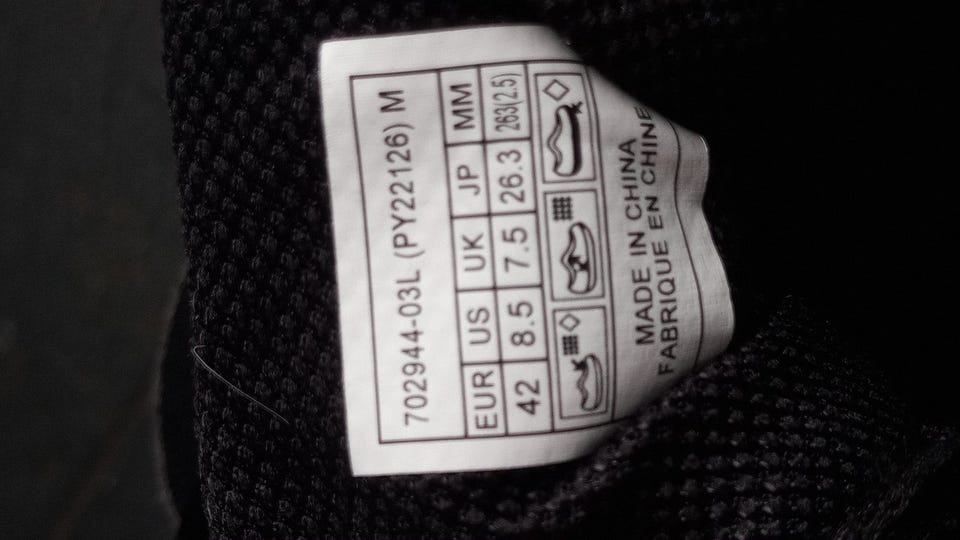 702944-03L (PY22126) M
EUR US UK JP MM
42 8.5 7.5 26.3 263(2.5)
MADE IN CHINA
FABRIQUE EN CHINE